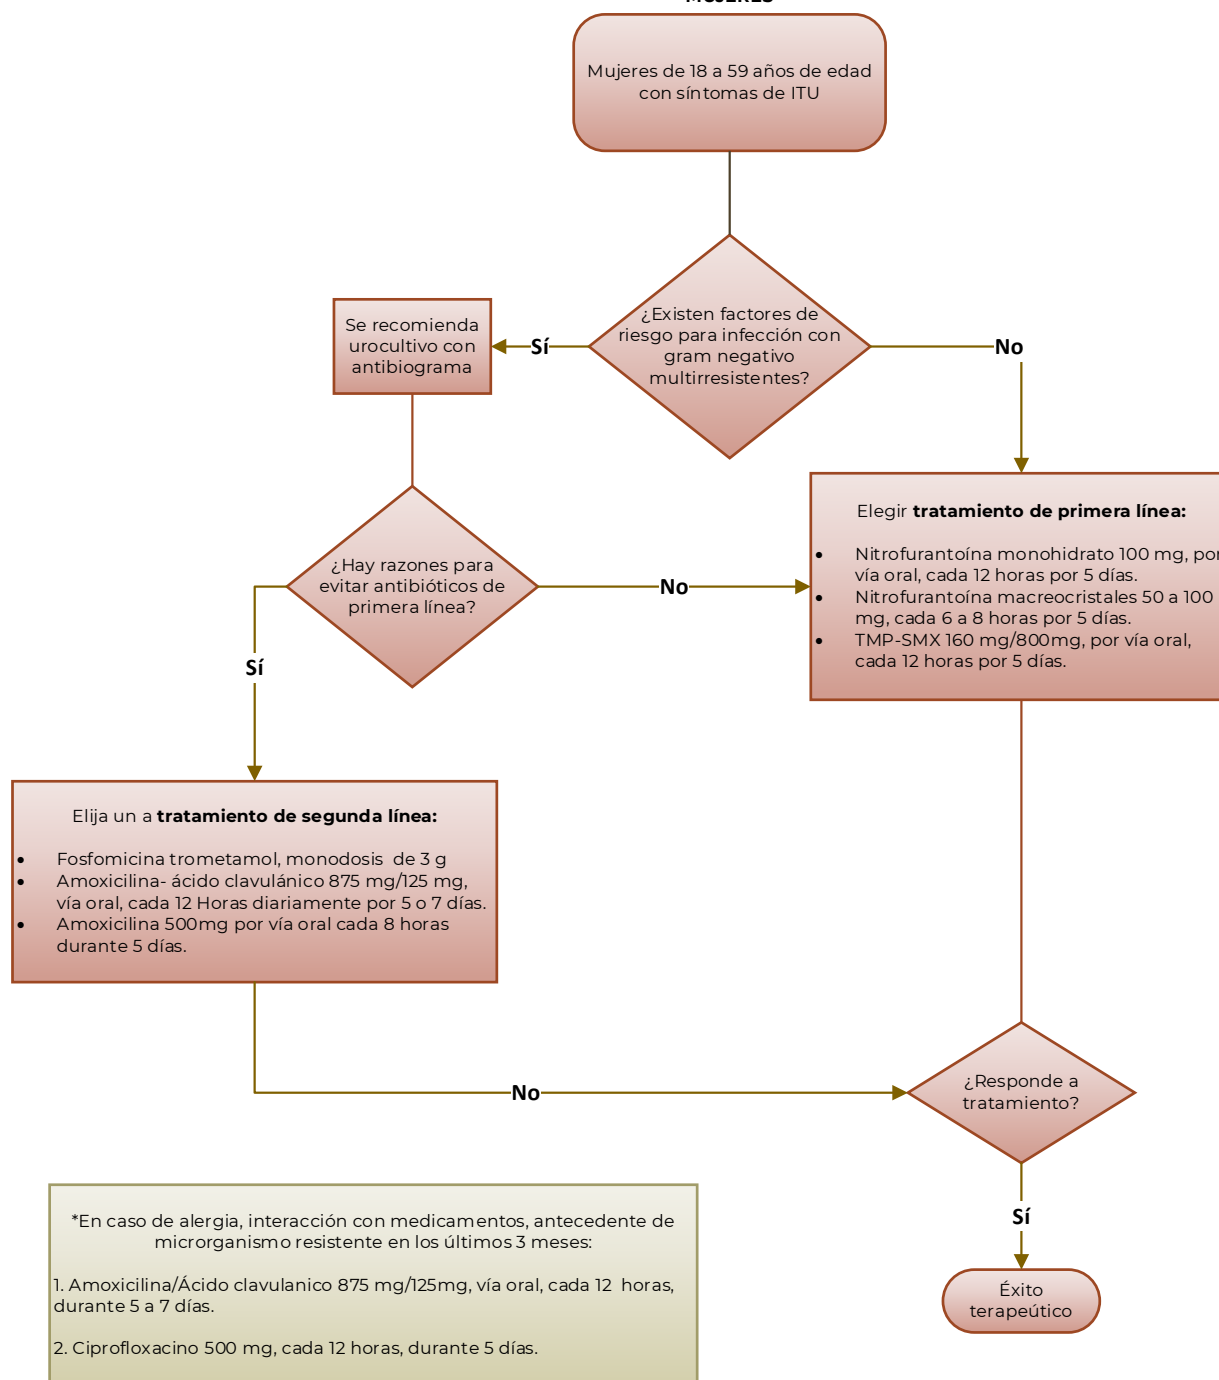 MUJERES
Mujeres de 18 a 59 años de edad
con síntomas de ITU
¿Existen factores de
riesgo para infección con
gram negativo
multirresistentes?
Sí
No
Se recomienda
urocultivo con
antibiograma
¿Hay razones para
evitar antibióticos de
primera línea?
No
Sí
Elegir tratamiento de primera línea:
• Nitrofurantoína monohidrato 100 mg, por
vía oral, cada 12 horas por 5 días.
• Nitrofurantoína macreocristales 50 a 100
mg, cada 6 a 8 horas por 5 días.
• TMP-SMX 160 mg/800mg, por vía oral,
cada 12 horas por 5 días.
Elija un a tratamiento de segunda línea:
• Fosfomicina trometamol, monodosis de 3 g
• Amoxicilina- ácido clavulánico 875 mg/125 mg,
vía oral, cada 12 Horas diariamente por 5 o 7 días.
• Amoxicilina 500mg por vía oral cada 8 horas
durante 5 días.
No
¿Responde a
tratamiento?
Sí
Éxito
terapeútico
*En caso de alergia, interacción con medicamentos, antecedente de
microrganismo resistente en los últimos 3 meses:
1. Amoxicilina/Ácido clavulanico 875 mg/125mg, vía oral, cada 12 horas,
durante 5 a 7 días.
2. Ciprofloxacino 500 mg, cada 12 horas, durante 5 días.